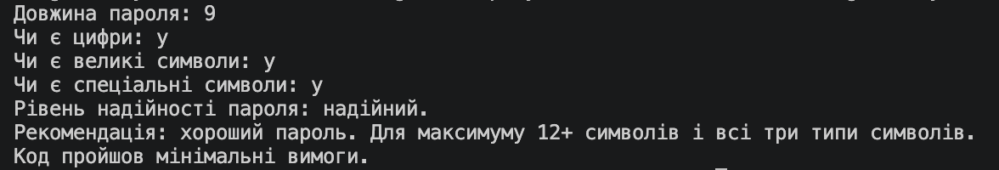 Довжина пароля: 9
Чи є цифри: y
Чи є великі символи: y
Чи є спеціальні символи: y
Рівень надійності пароля: надійний.
Рекомендація: хороший пароль. Для максимуму 12+ символів і всі три типи символів.
Код пройшов мінімальні вимоги.